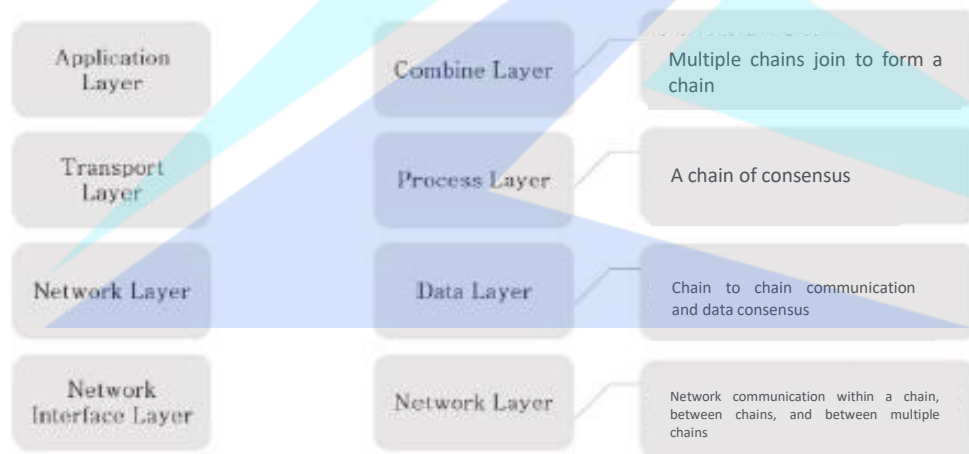 Application
Layer
Combine Layer
Multiple chains join to form a
chain
Transport
Layer
Process Layer
A chain of consensus
Network Layer
Data Layer
Chain to chain communication
and data consensus
Network
Interface Layer
Network Layer
Network communication within a chain,
between chains, and between multiple
chains